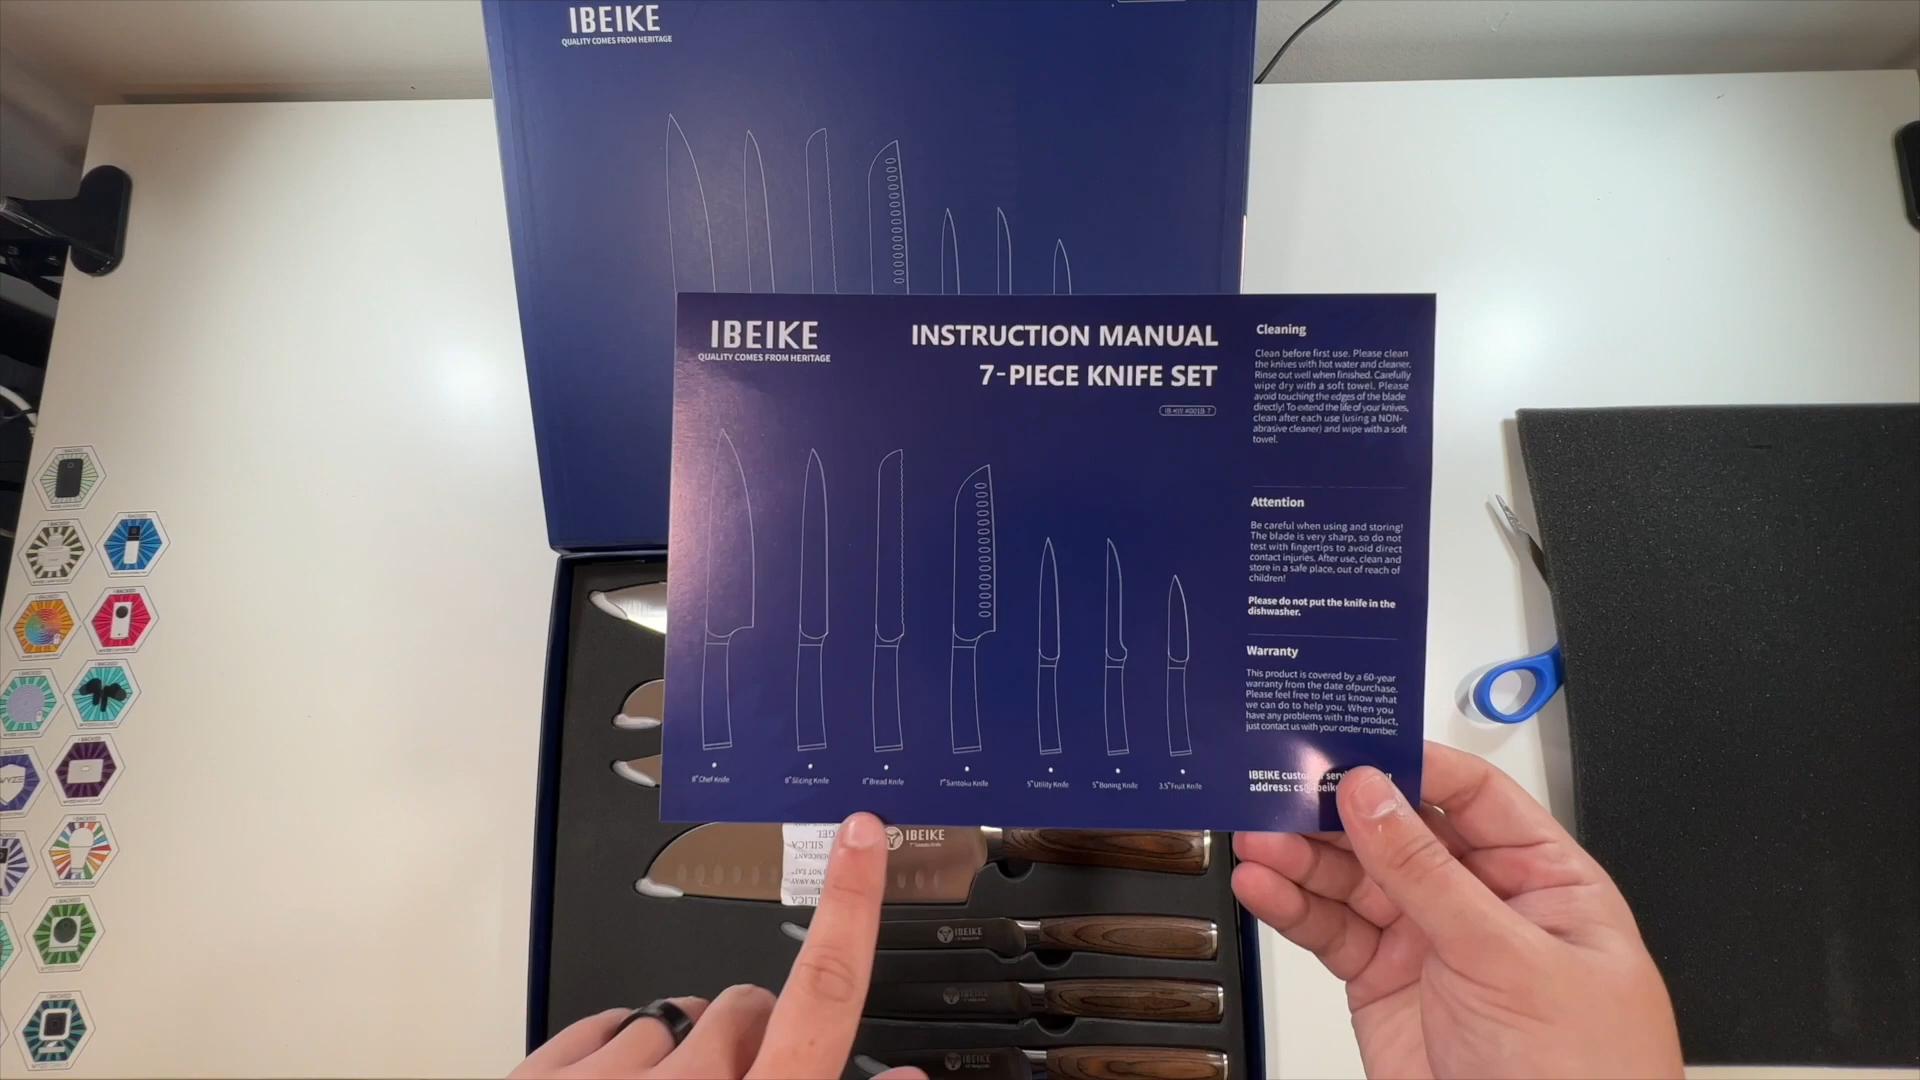 IBEIKE
QUALITY COMES FROM HERITAGE
IBEIKE
QUALITY COMES FROM HERITAGE
INSTRUCTION MANUAL
7-PIECE KNIFE SET
8" Chef Knife
8" Slicing Knife
8" Bread Knife
7" Santoku Knife
5" Utility Knife
5" Boning Knife
3.5" Fruit Knife
Cleaning
Clean before first use. Please clean
the knives with hot water and cleaner.
Rinse out well when finished. Carefully
wipe dry with a soft towel. Please
avoid touching the edges of the blade
directly! To extend the life of your knives,
clean after each use (using a NON-
abrasive cleaner) and wipe with a soft
towel.
Attention
Be careful when using and storing!
The blade is very sharp, so do not
test with fingertips to avoid direct
contact injuries. After use, clean and
store in a safe place, out of reach of
children!
Please do not put the knife in the
dishwasher.
Warranty
This product is covered by a 60-year
warranty from the date ofpurchase.
Please feel free to let us know what
we can do to help you. When you
have any problems with the product,
just contact us with your order number.
IBEIKE
address:
IBEIKE
7" Santoku Knife
GEL
SILICA
SILICA
IBEIKE
IBEIKE
IBEIKE
WYZE